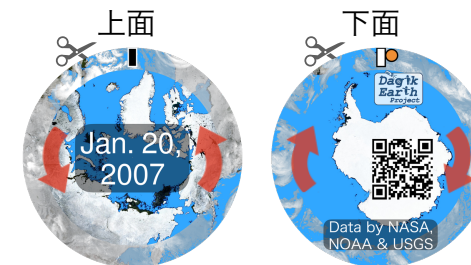 上面
下面
Jan. 20,
2007
Dagik
Earth
Project
Data by NASA,
NOAA & USGS